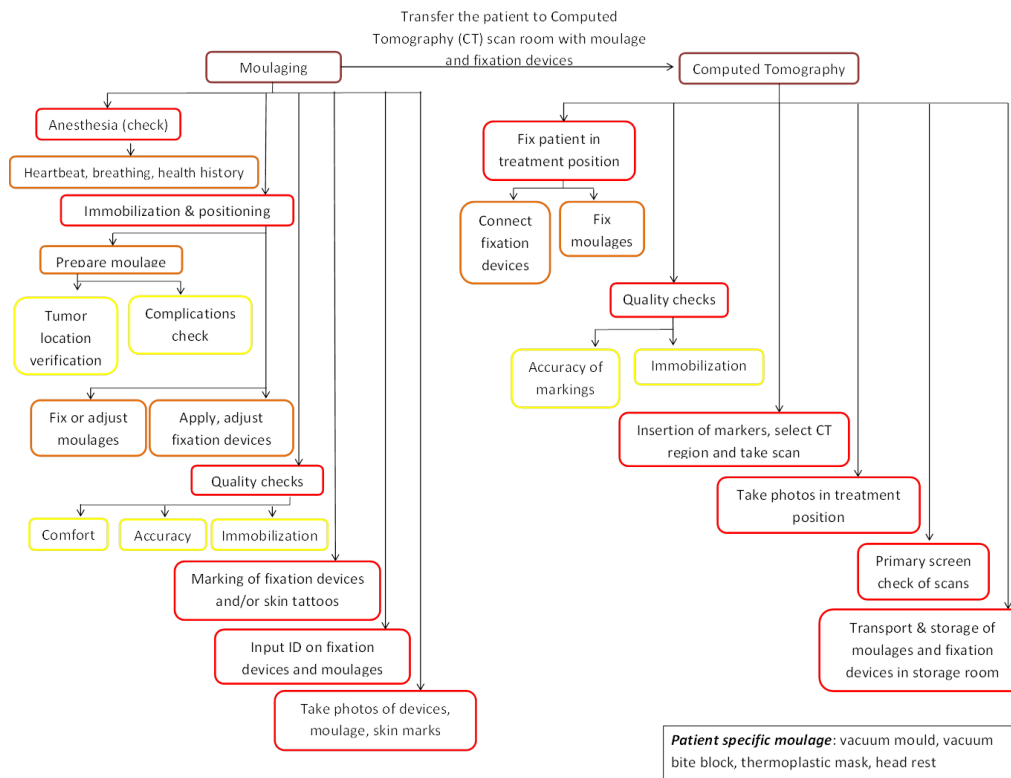 Transfer the patient to Computed
Tomography (CT) scan room with moulage
and fixation devices
Moulaging
Computed Tomography
Anesthesia (check)
Heartbeat, breathing, health history
Immobilization & positioning
Prepare moulage
Tumor
location
verification
Complications
check
Fix or adjust
moulages
Apply, adjust
fixation devices
Quality checks
Comfort
Accuracy
Immobilization
Marking of fixation devices
and/or skin tattoos
Input ID on fixation
devices and moulages
Take photos of devices,
moulage, skin marks
Fix patient in
treatment position
Connect
fixation
devices
Fix
moulages
Quality checks
Accuracy of
markings
Immobilization
Insertion of markers, select CT
region and take scan
Take photos in treatment
position
Primary screen
check of scans
Transport & storage of
moulages and fixation
devices in storage room
Patient specific moulage: vacuum mould, vacuum
bite block, thermoplastic mask, head rest